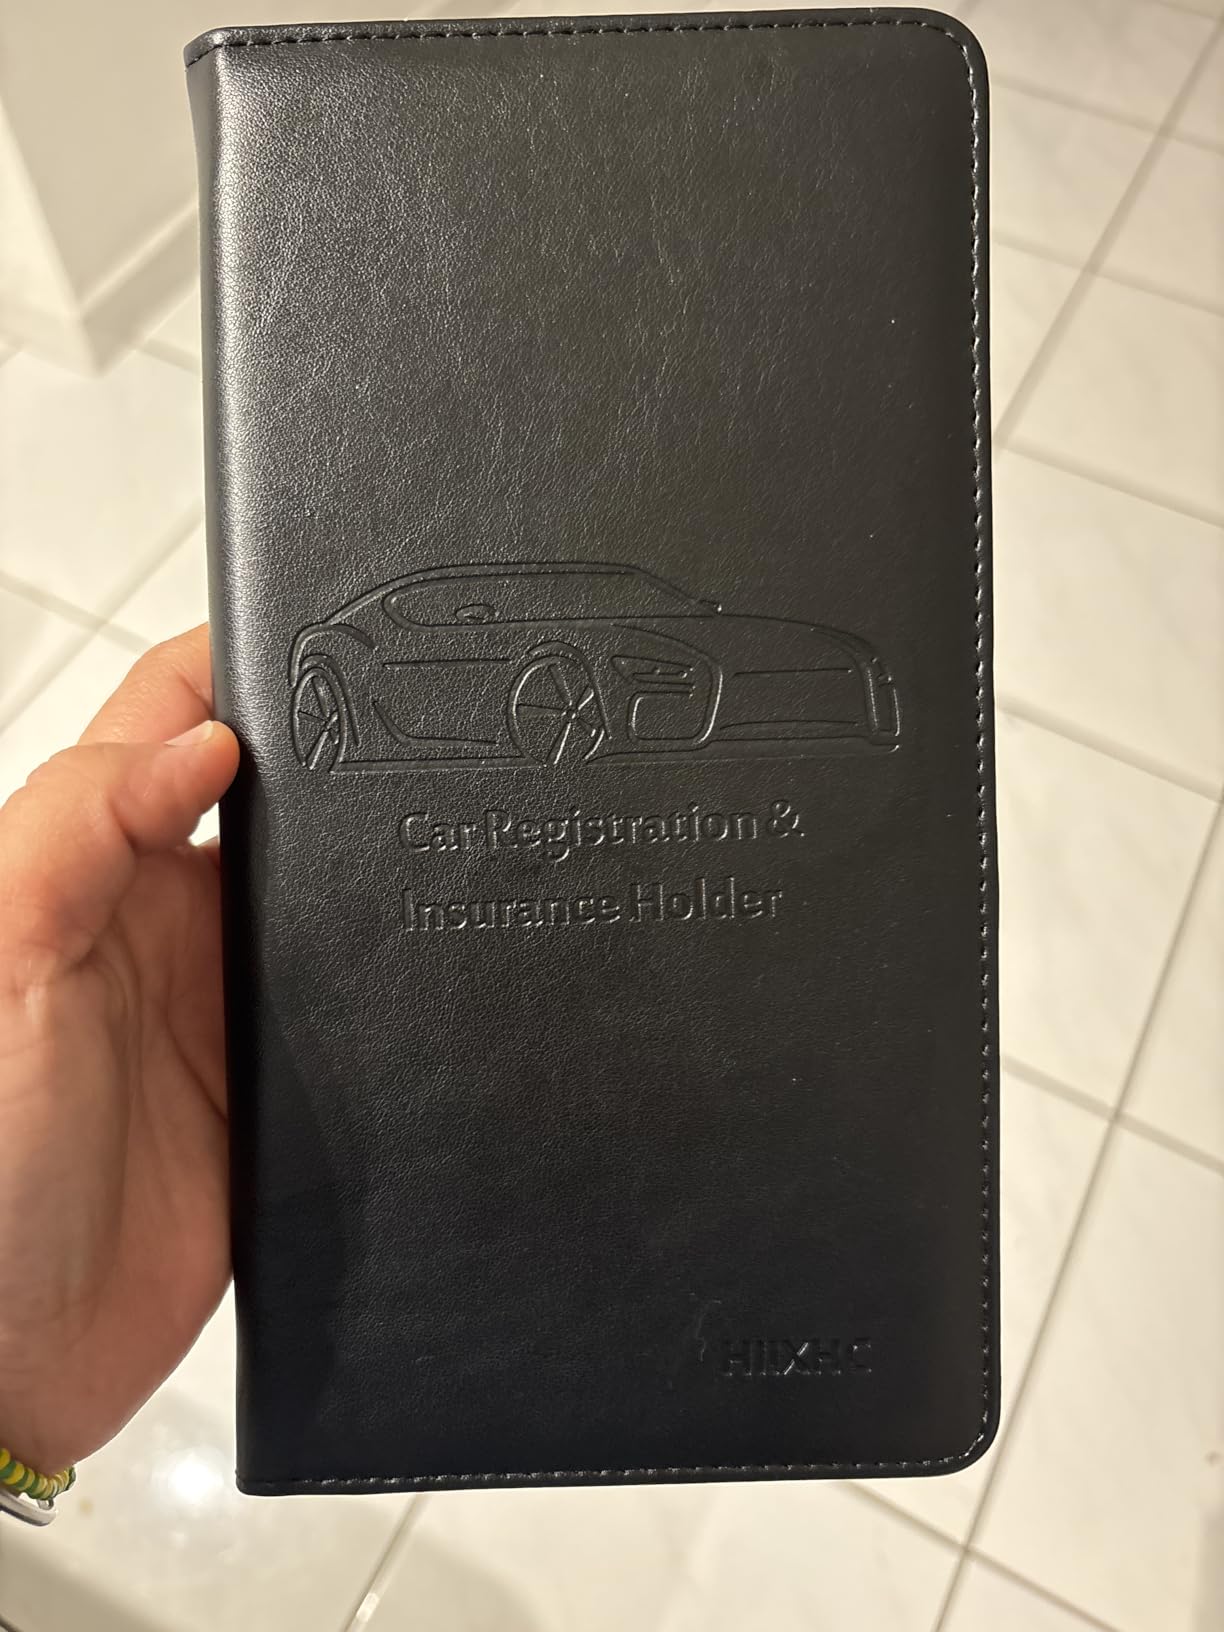 Car Registration &
Insurance Holder
HIIXHC